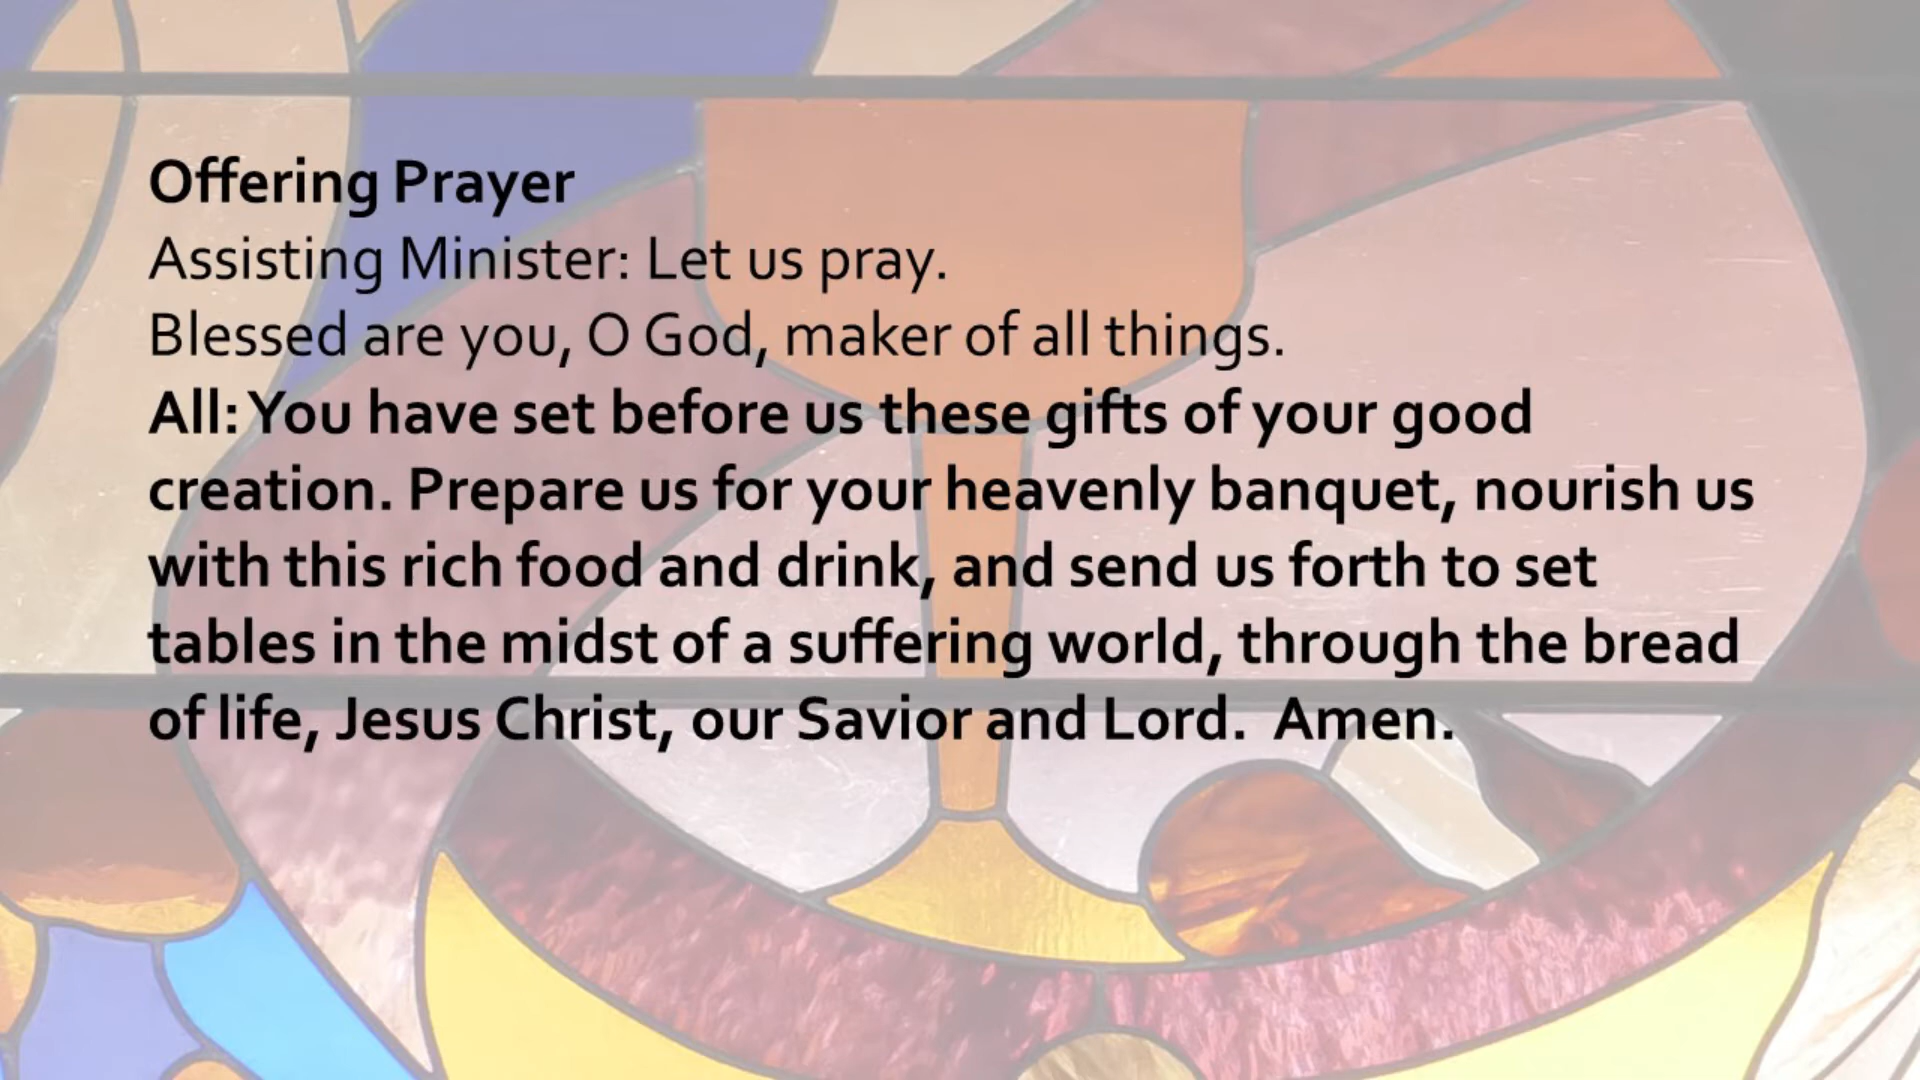 Offering Prayer
Assisting Minister: Let us pray.
Blessed are you, O God, maker of all things.
All: You have set before us these gifts of your good
creation. Prepare us for your heavenly banquet, nourish us
with this rich food and drink, and send us forth to set
tables in the midst of a suffering world, through the bread
of life, Jesus Christ, our Savior and Lord.  Amen.